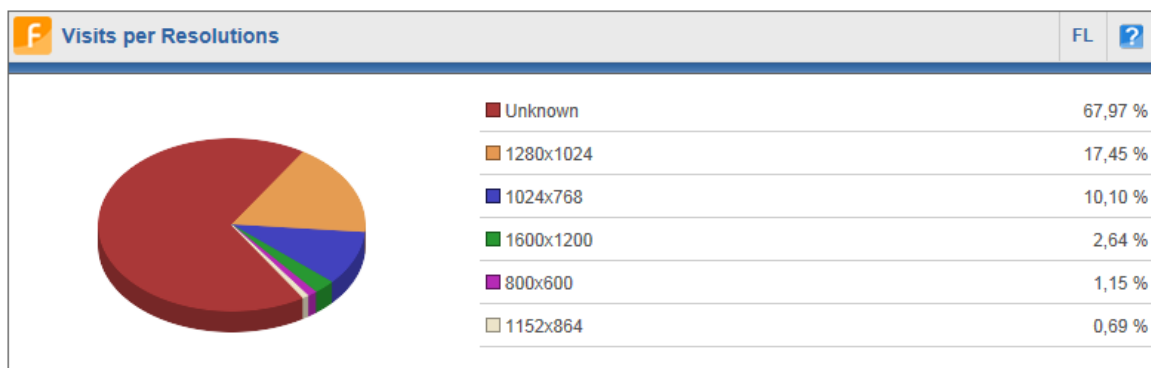 Visits per Resolutions FL ?
Unknown 67,97 %
1280x1024 17,45 %
1024x768 10,10 %
1600x1200 2,64 %
800x600 1,15 %
1152x864 0,69 %